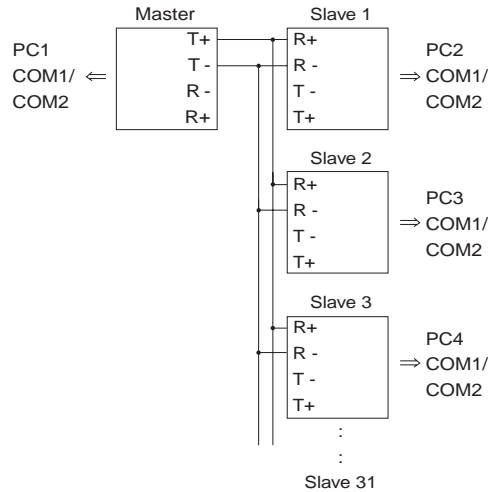 Master
Slave 1
PC1
COM1/
COM2
⇐
T+
T -
R -
R+
R+
R -
T -
T+
⇒
PC2
COM1/
COM2
Slave 2
R+
R -
T -
T+
⇒
PC3
COM1/
COM2
Slave 3
R+
R -
T -
T+
⇒
PC4
COM1/
COM2
:
:
Slave 31